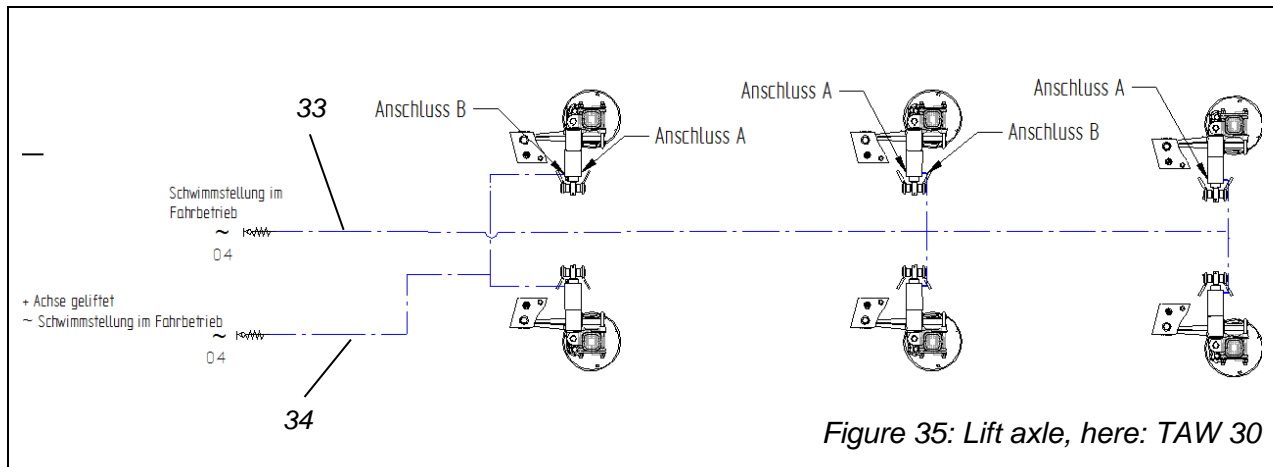 33
Anschluss B
Anschluss A
Anschluss A
Anschluss B
Anschluss A
Schwimmstellung im
Fahrbetrieb
~
04
+ Achse geliftet
~ Schwimmstellung im Fahrbetrieb
~
04
34
Figure 35: Lift axle, here: TAW 30